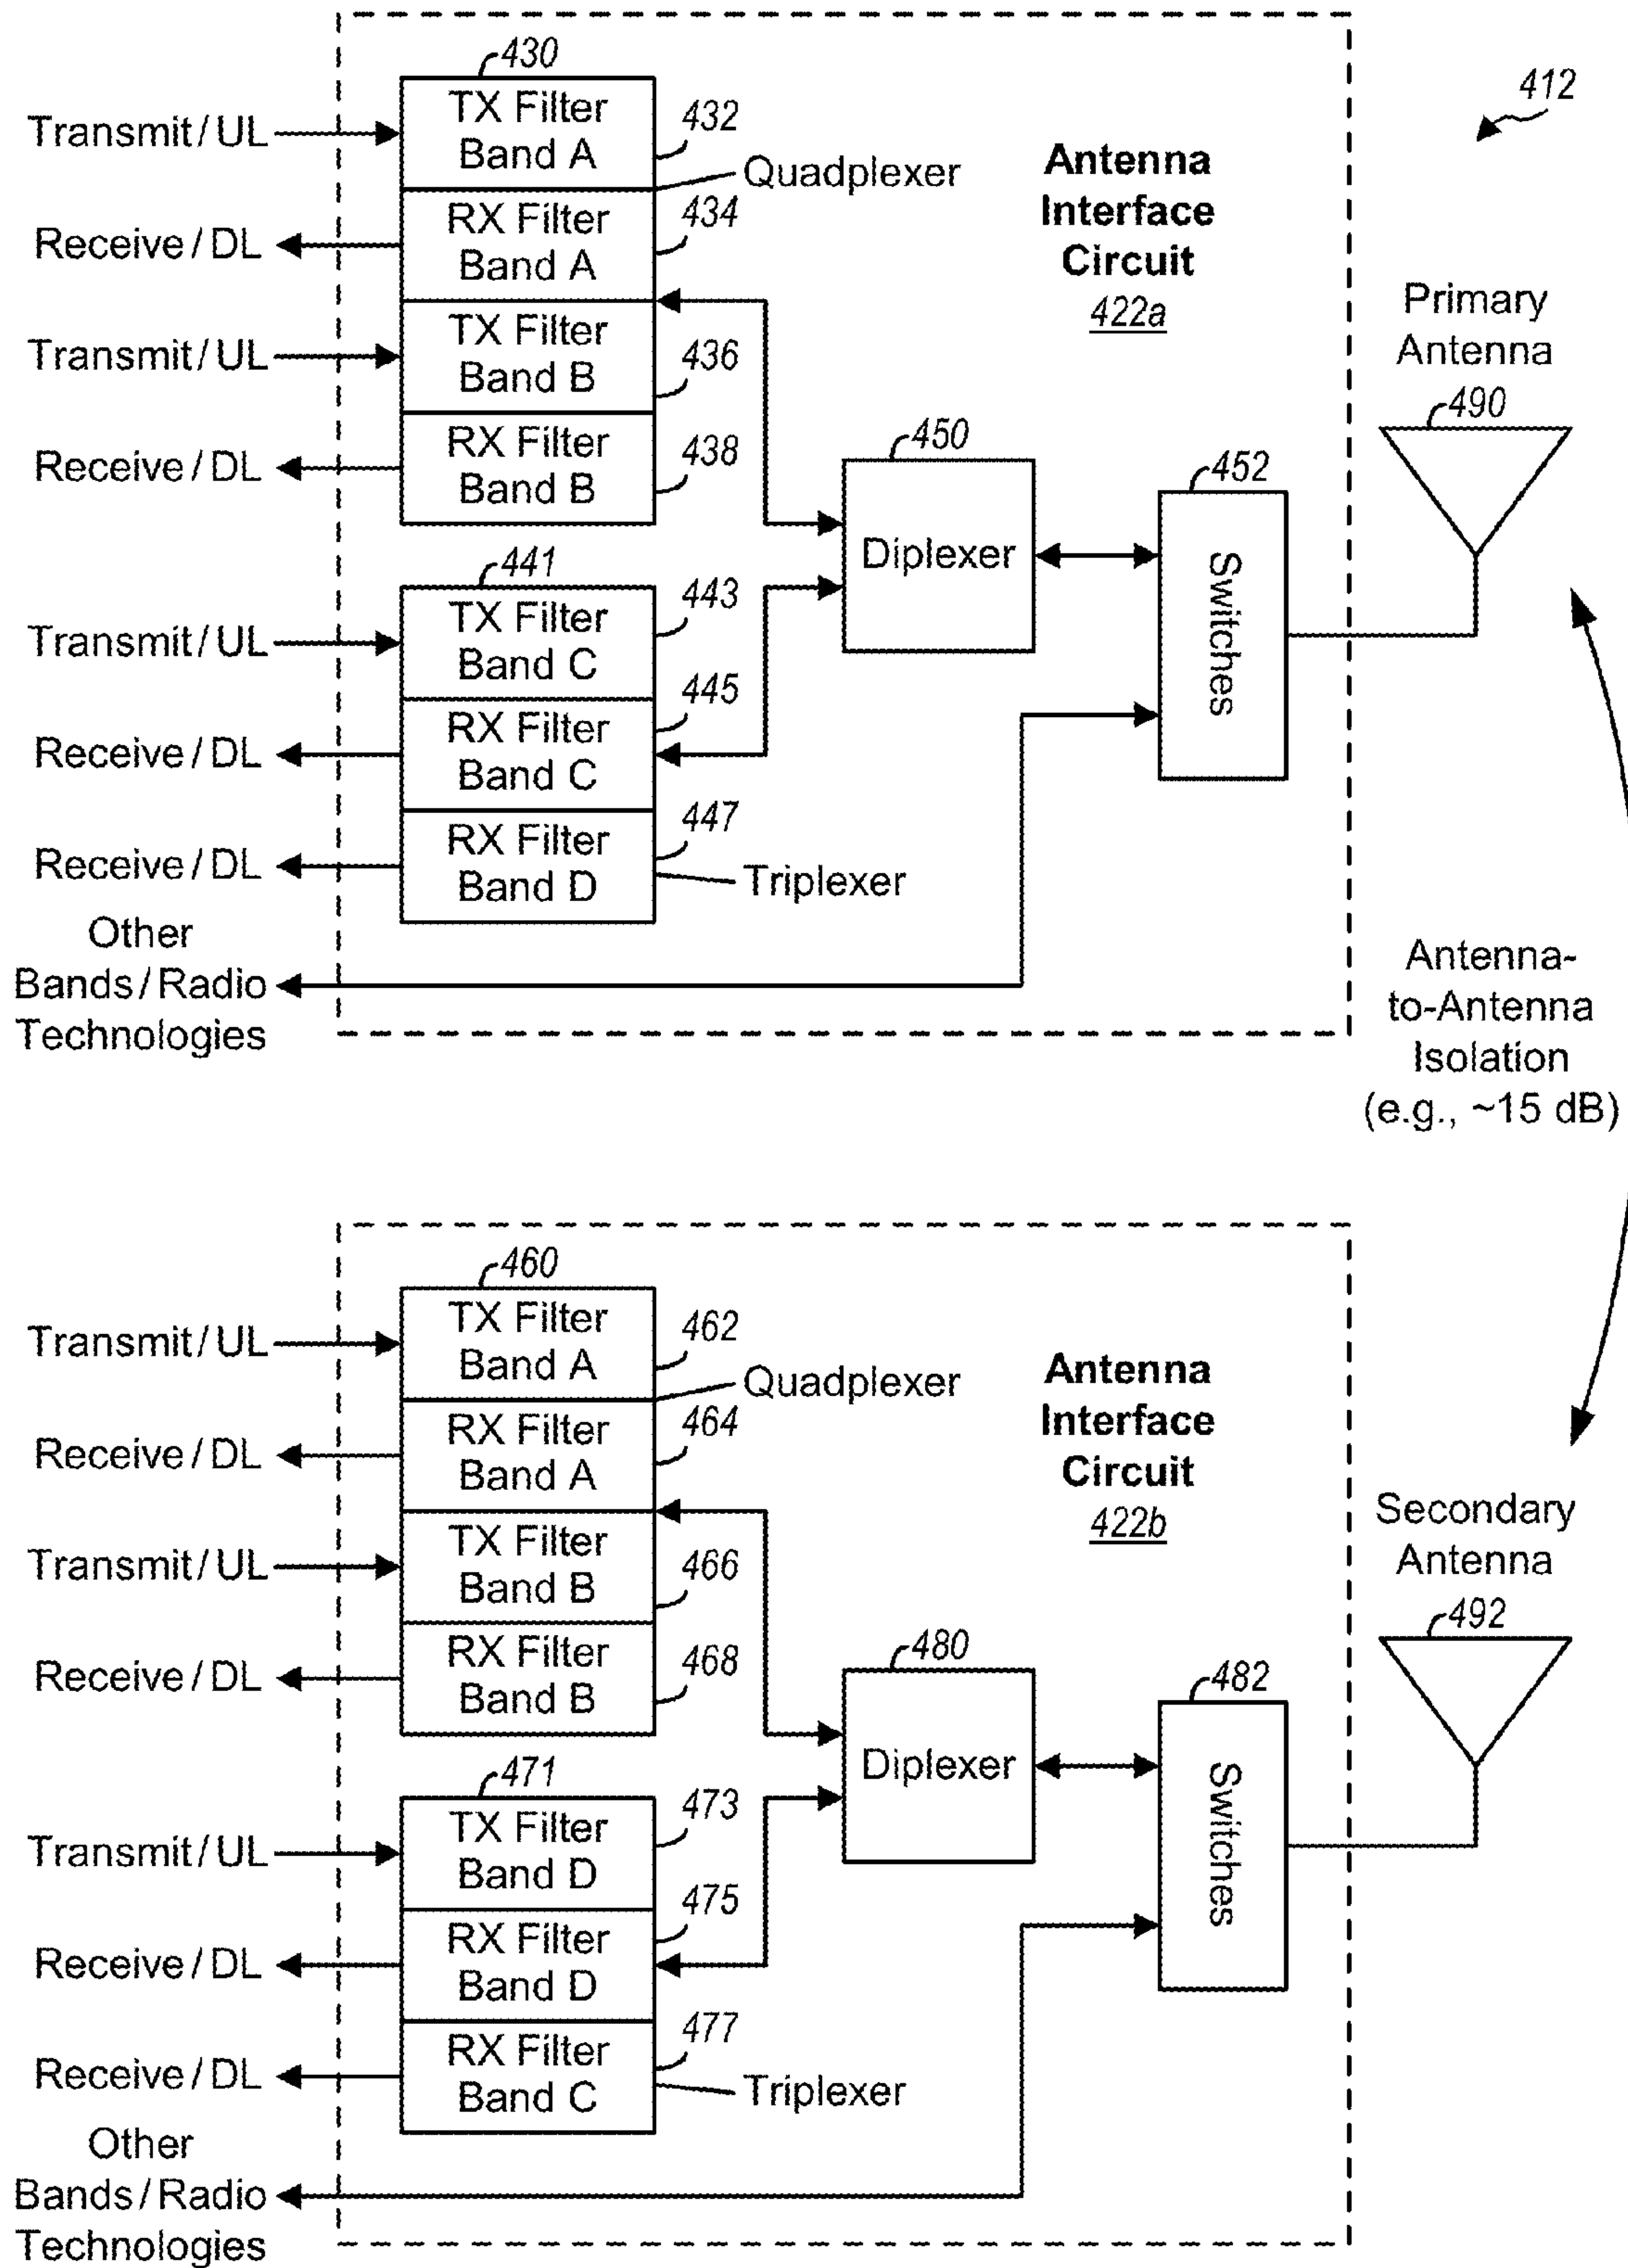 430
412
TX Filter
Band A
432
Transmit/UL
Quadplexer
Antenna
Interface
Circuit
422a
RX Filter
Band A
434
Receive/DL
TX Filter
Band B
436
Transmit/UL
RX Filter
Band B
438
Receive/DL
Primary
Antenna
490
450
Diplexer
452
Switches
441
TX Filter
Band C
443
Transmit/UL
RX Filter
Band C
445
Receive/DL
RX Filter
Band D
447
Receive/DL
Triplexer
Other
Bands/Radio
Technologies
Antenna-
to-Antenna
Isolation
(e.g., ~15 dB)
460
TX Filter
Band A
462
Transmit/UL
Quadplexer
Antenna
Interface
Circuit
422b
RX Filter
Band A
464
Receive/DL
TX Filter
Band B
466
Transmit/UL
RX Filter
Band B
468
Receive/DL
Secondary
Antenna
492
480
Diplexer
482
Switches
471
TX Filter
Band D
473
Transmit/UL
RX Filter
Band D
475
Receive/DL
RX Filter
Band C
477
Receive/DL
Triplexer
Other
Bands/Radio
Technologies